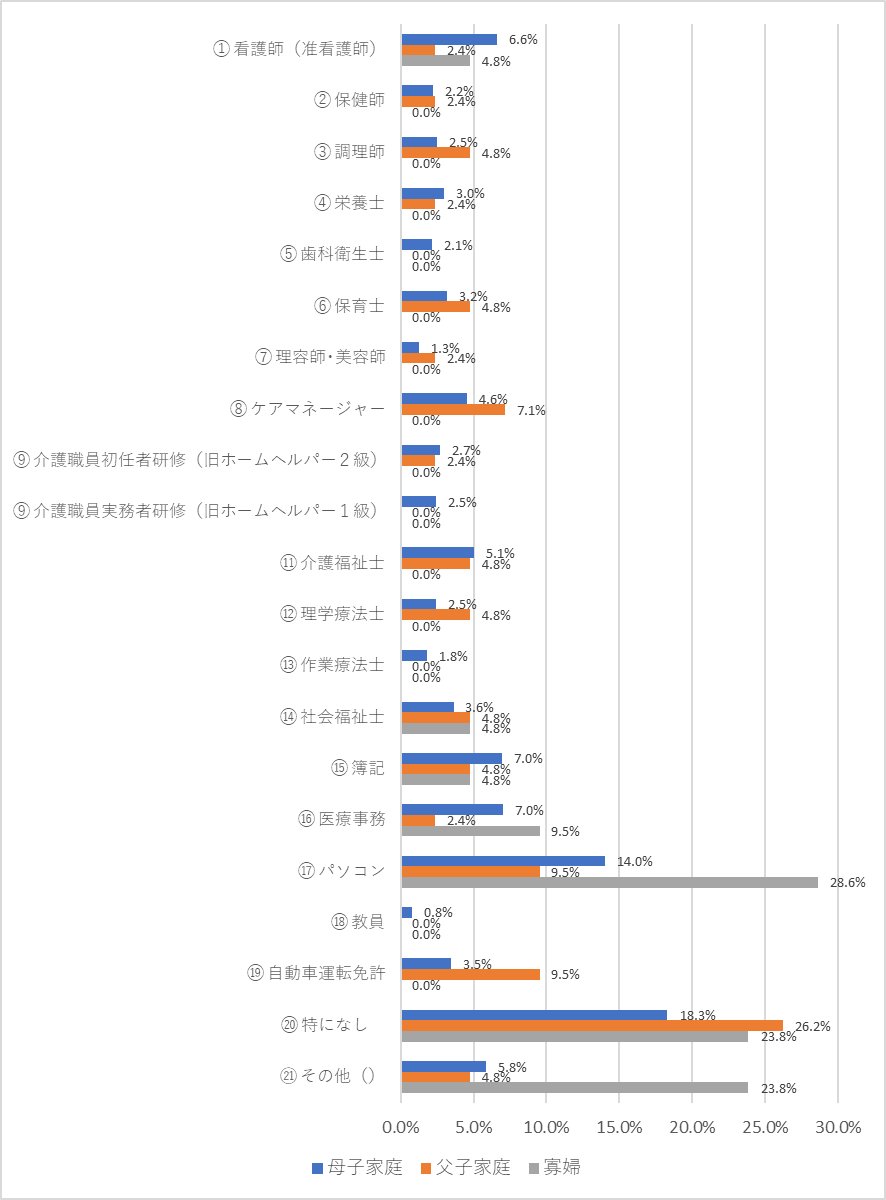 ①看護師（准看護師）
6.6%
2.4%
4.8%
②保健師
2.2%
2.4%
0.0%
③調理師
2.5%
4.8%
0.0%
④栄養士
3.0%
2.4%
0.0%
⑤歯科衛生士
2.1%
0.0%
0.0%
⑥保育士
3.2%
4.8%
0.0%
⑦理容師・美容師
1.3%
2.4%
0.0%
⑧ケアマネージャー
4.6%
7.1%
0.0%
⑨介護職員初任者研修（旧ホームヘルパー２級）
2.7%
2.4%
0.0%
⑨介護職員実務者研修（旧ホームヘルパー１級）
2.5%
0.0%
0.0%
⑪介護福祉士
5.1%
4.8%
0.0%
⑫理学療法士
2.5%
4.8%
0.0%
⑬作業療法士
1.8%
0.0%
0.0%
⑭社会福祉士
3.6%
4.8%
4.8%
⑮簿記
7.0%
4.8%
4.8%
⑯医療事務
7.0%
2.4%
9.5%
⑰パソコン
14.0%
9.5%
28.6%
⑱教員
0.8%
0.0%
0.0%
⑲自動車運転免許
3.5%
9.5%
0.0%
⑳特になし
18.3%
26.2%
23.8%
㉑その他（）
5.8%
4.8%
23.8%
0.0% 5.0% 10.0% 15.0% 20.0% 25.0% 30.0%
母子家庭 父子家庭 寡婦